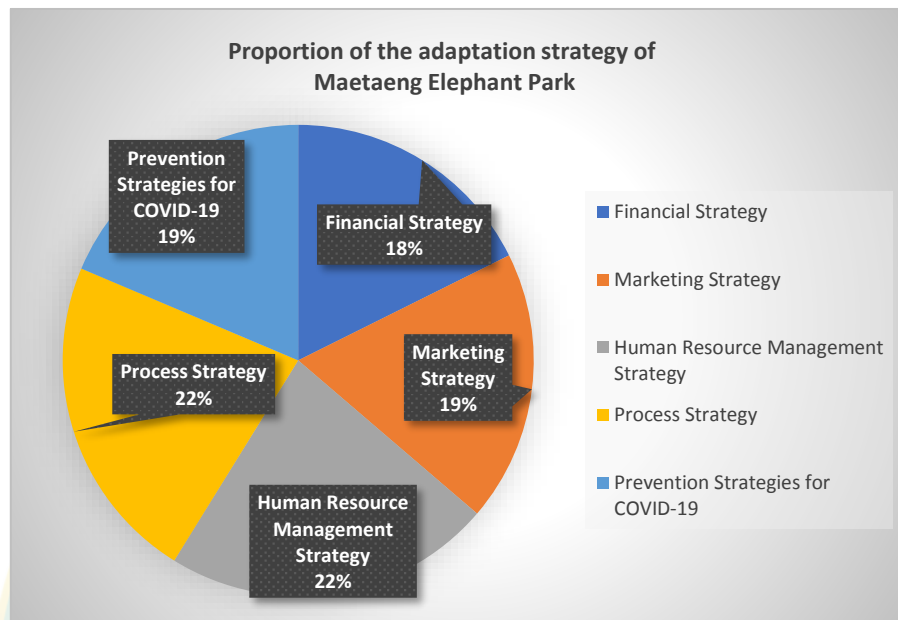 Proportion of the adaptation strategy of
Maetaeng Elephant Park
Prevention
Strategies for
COVID-19
19%
Financial Strategy
18%
Marketing
Strategy
19%
Process Strategy
22%
Human Resource
Management
Strategy
22%
Financial Strategy
Marketing Strategy
Human Resource Management
Strategy
Process Strategy
Prevention Strategies for
COVID-19